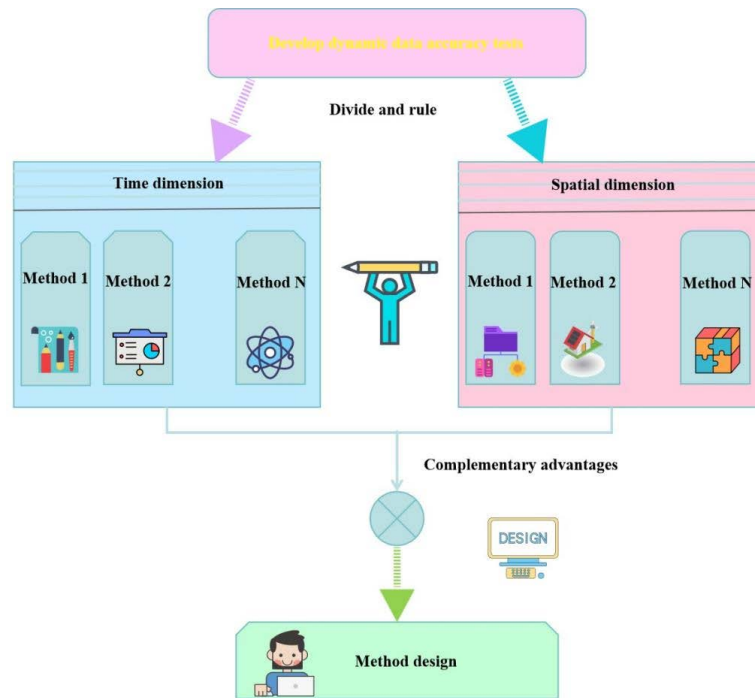 Develop dynamic data accuracy tests
Divide and rule
Time dimension
Spatial dimension
Method 1
Method 2
Method N
Method 1
Method 2
Method N
Complementary advantages
DESIGN
Method design